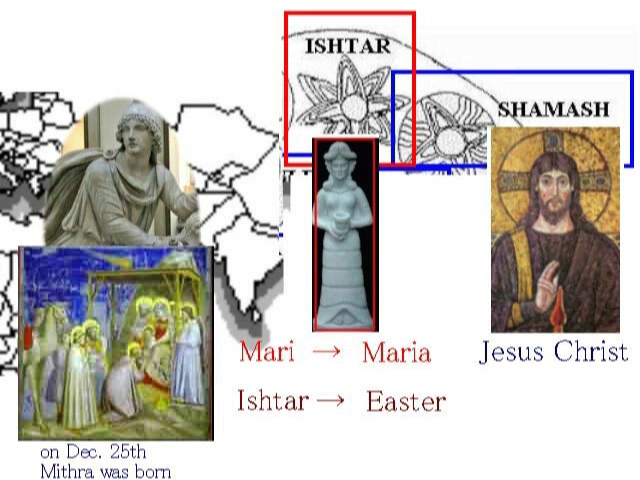 ISHTAR
SHAMASH
Mari → Maria
Jesus Christ
Ishtar → Easter
on Dec. 25th
Mithra was born